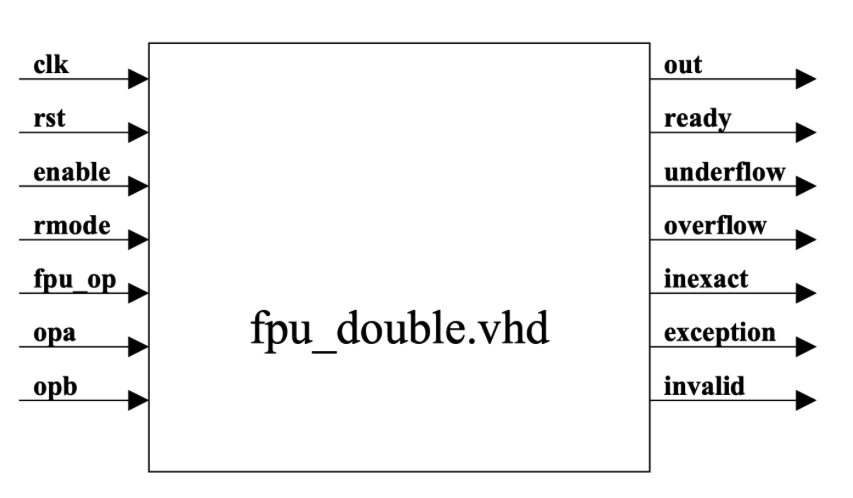 clk
rst
enable
rmode
fpu_op
opa
opb
fpu_double.vhd
out
ready
underflow
overflow
inexact
exception
invalid